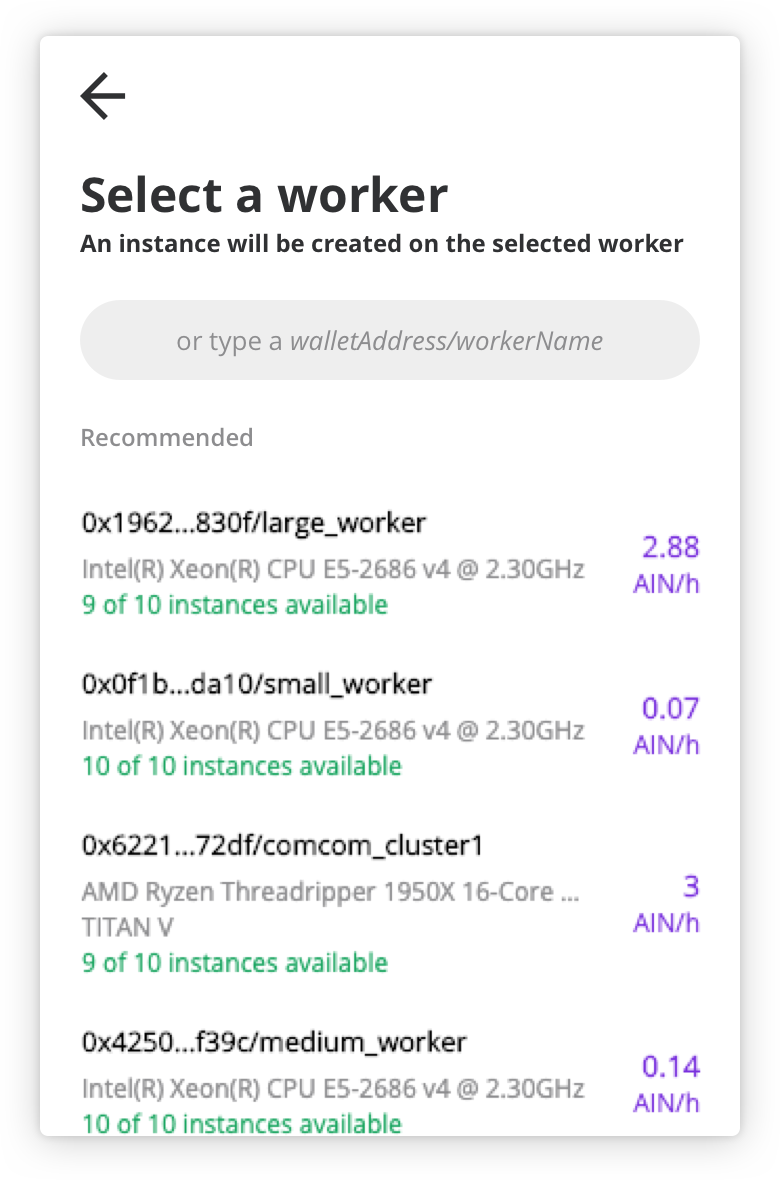 Select a worker
An instance will be created on the selected worker
or type a walletAddress/workerName
Recommended
0x1962...830f/large_worker
Intel(R) Xeon(R) CPU E5-2686 v4 @ 2.30GHz
9 of 10 instances available
2.88
AIN/h
0x0f1b...da10/small_worker
Intel(R) Xeon(R) CPU E5-2686 v4 @ 2.30GHz
10 of 10 instances available
0.07
AIN/h
0x6221...72df/comcom_cluster1
AMD Ryzen Threadripper 1950X 16-Core ...
TITAN V
9 of 10 instances available
3
AIN/h
0x4250...f39c/medium_worker
Intel(R) Xeon(R) CPU E5-2686 v4 @ 2.30GHz
10 of 10 instances available
0.14
AIN/h